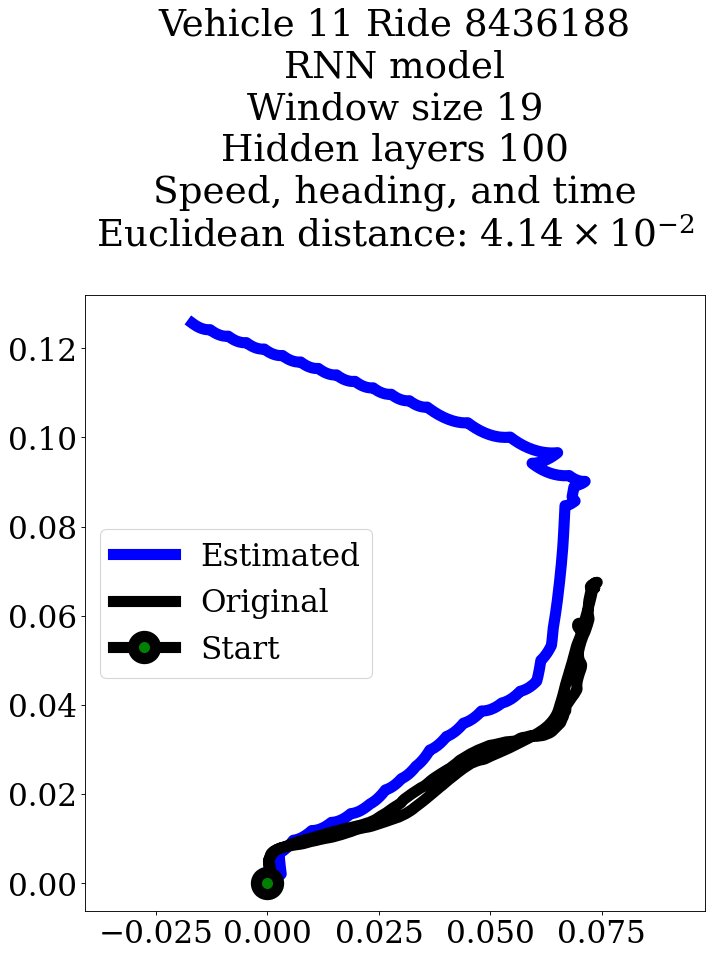 Vehicle 11 Ride 8436188
RNN model
Window size 19
Hidden layers 100
Speed, heading, and time
Euclidean distance: 4.14 × 10⁻²
0.12
0.10
0.08
0.06
0.04
0.02
0.00
Estimated
Original
Start
−0.025 0.000 0.025 0.050 0.075